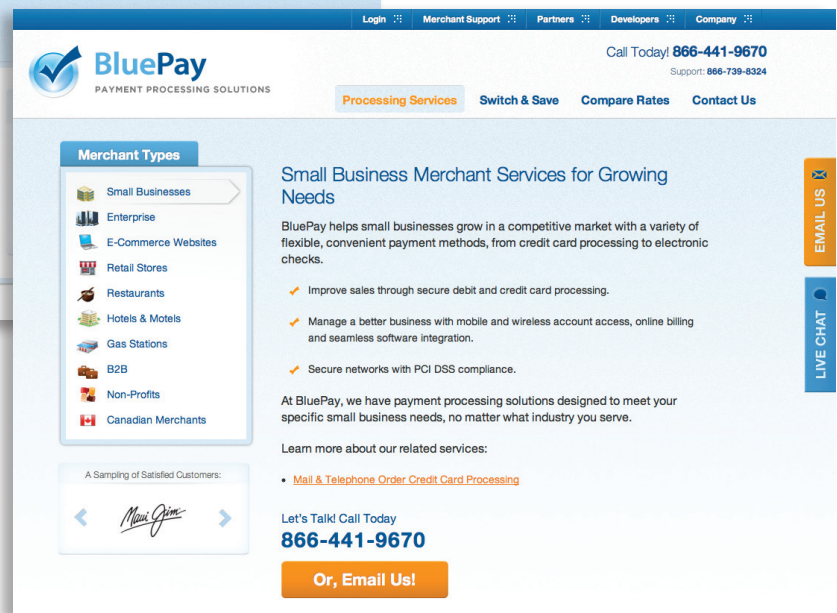 Login
Merchant Support
Partners
Developers
Company
BluePay
PAYMENT PROCESSING SOLUTIONS
Call Today! 866-441-9670
Support: 866-739-8324
Processing Services
Switch & Save
Compare Rates
Contact Us
Merchant Types
Small Businesses
Enterprise
E-Commerce Websites
Retail Stores
Restaurants
Hotels & Motels
Gas Stations
B2B
Non-Profits
Canadian Merchants
A Sampling of Satisfied Customers:
Maui Jim
Small Business Merchant Services for Growing
Needs
BluePay helps small businesses grow in a competitive market with a variety of
flexible, convenient payment methods, from credit card processing to electronic
checks.
Improve sales through secure debit and credit card processing.
Manage a better business with mobile and wireless account access, online billing
and seamless software integration.
Secure networks with PCI DSS compliance.
At BluePay, we have payment processing solutions designed to meet your
specific small business needs, no matter what industry you serve.
Learn more about our related services:
• Mail & Telephone Order Credit Card Processing
Let's Talk! Call Today
866-441-9670
Or, Email Us!
EMAIL US
LIVE CHAT